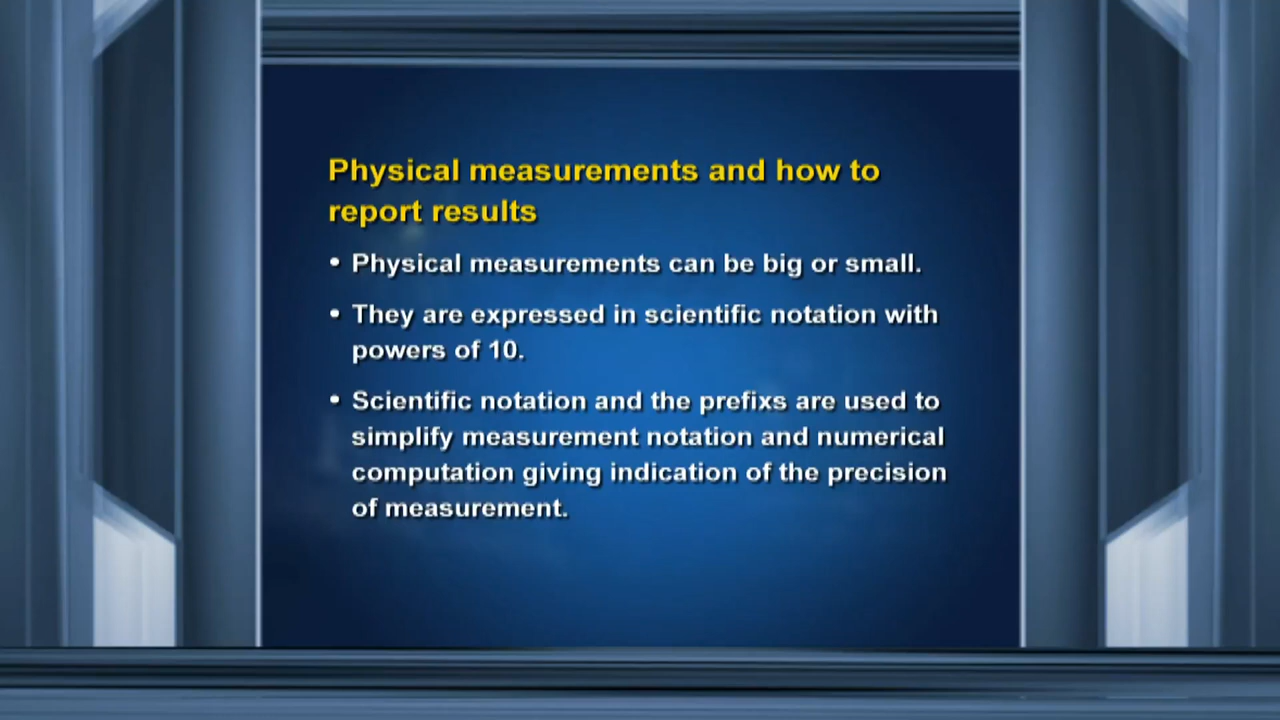 Physical measurements and how to
report results
• Physical measurements can be big or small.
• They are expressed in scientific notation with
powers of 10.
• Scientific notation and the prefixs are used to
simplify measurement notation and numerical
computation giving indication of the precision
of measurement.